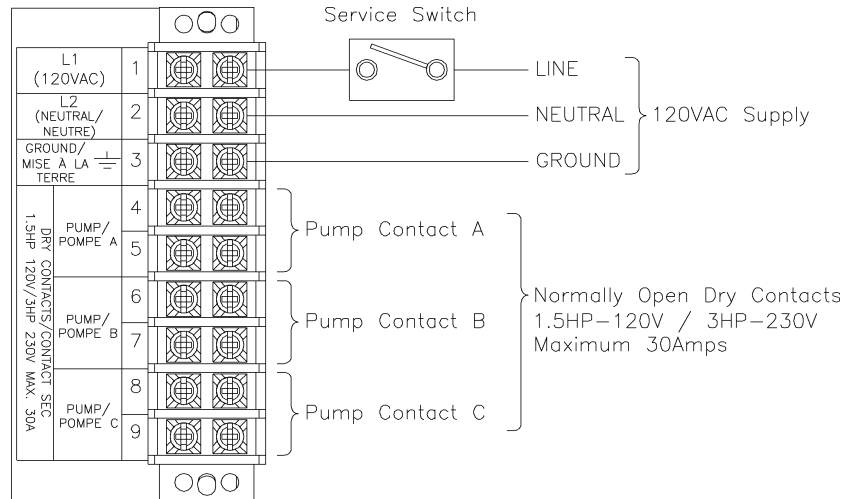 Service Switch
L1
(120VAC)
1
LINE
L2
(NEUTRAL/
NEUTRE)
2
NEUTRAL
120VAC Supply
GROUND/
MISE À LA
TERRE
3
GROUND
DRY CONTACTS/CONTACT SEC
1.5HP 120V/3HP 230V MAX. 30A
PUMP/
POMPE A
4
5
Pump Contact A
PUMP/
POMPE B
6
7
Pump Contact B
PUMP/
POMPE C
8
9
Pump Contact C
Normally Open Dry Contacts
1.5HP-120V / 3HP-230V
Maximum 30Amps